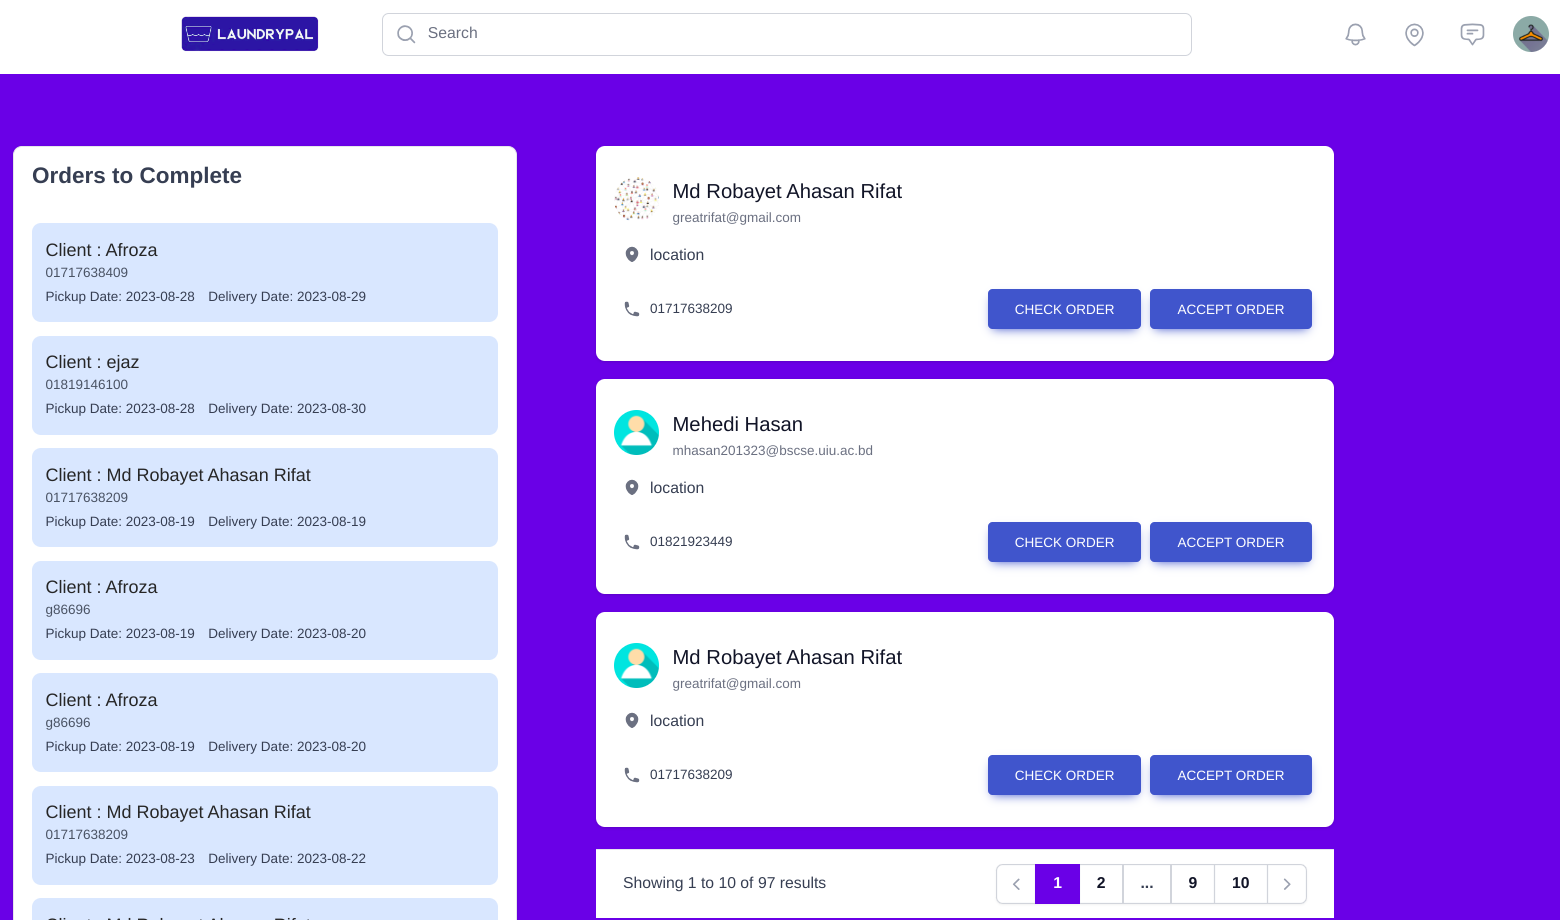 LAUNDRYPAL
Search
Orders to Complete
Client : Afroza
01717638409
Pickup Date: 2023-08-28 Delivery Date: 2023-08-29
Client : ejaz
01819146100
Pickup Date: 2023-08-28 Delivery Date: 2023-08-30
Client : Md Robayet Ahasan Rifat
01717638209
Pickup Date: 2023-08-19 Delivery Date: 2023-08-19
Client : Afroza
g86696
Pickup Date: 2023-08-19 Delivery Date: 2023-08-20
Client : Afroza
g86696
Pickup Date: 2023-08-19 Delivery Date: 2023-08-20
Client : Md Robayet Ahasan Rifat
01717638209
Pickup Date: 2023-08-23 Delivery Date: 2023-08-22
Client : Md Robayet Ahasan Rifat
Md Robayet Ahasan Rifat
greatrifat@gmail.com
location
01717638209 CHECK ORDER ACCEPT ORDER
Mehedi Hasan
mhasan201323@bscse.uiu.ac.bd
location
01821923449 CHECK ORDER ACCEPT ORDER
Md Robayet Ahasan Rifat
greatrifat@gmail.com
location
01717638209 CHECK ORDER ACCEPT ORDER
Showing 1 to 10 of 97 results 1 2 ... 9 10